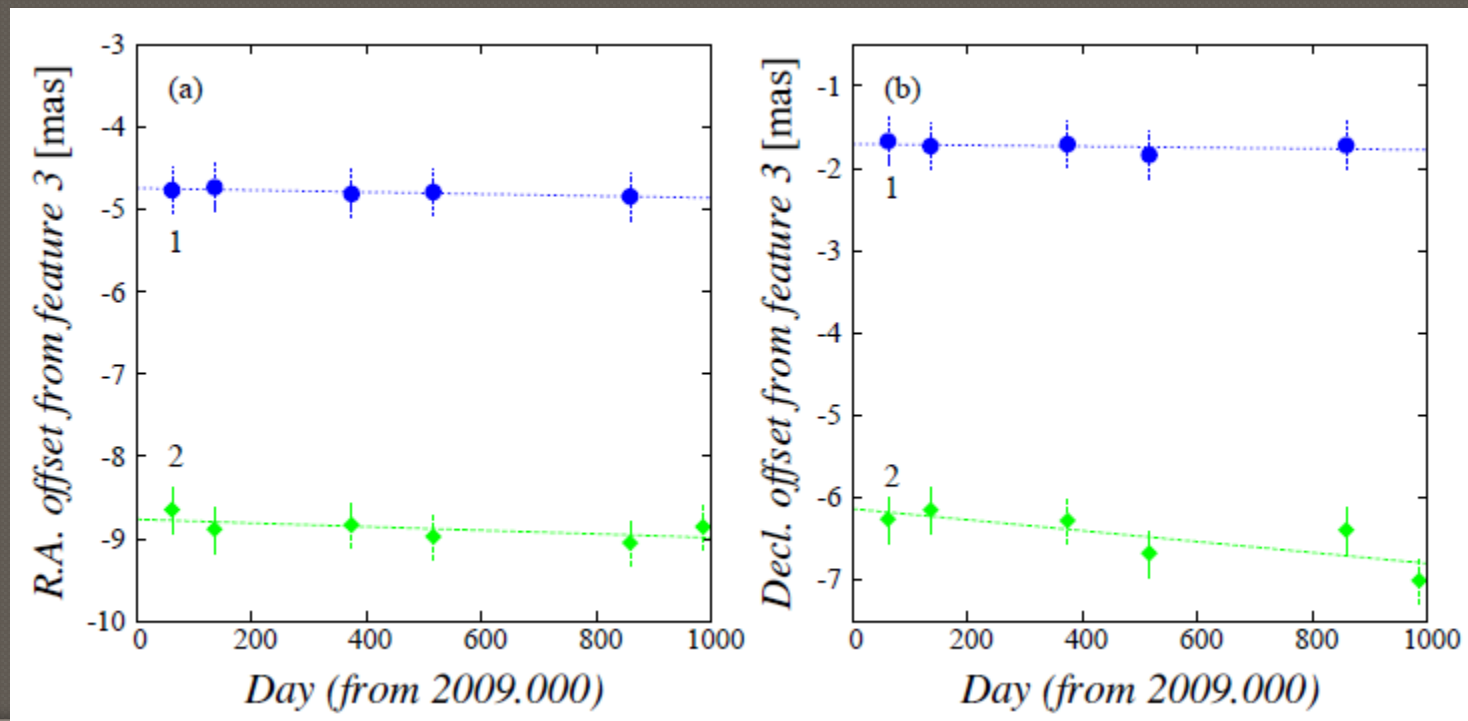 (a)
R.A. offset from feature 3 [mas]
-3
-4
-5
-6
-7
-8
-9
-10
1
2
0 200 400 600 800 1000
Day (from 2009.000)
(b)
Decl. offset from feature 3 [mas]
-1
-2
-3
-4
-5
-6
-7
1
2
0 200 400 600 800 1000
Day (from 2009.000)